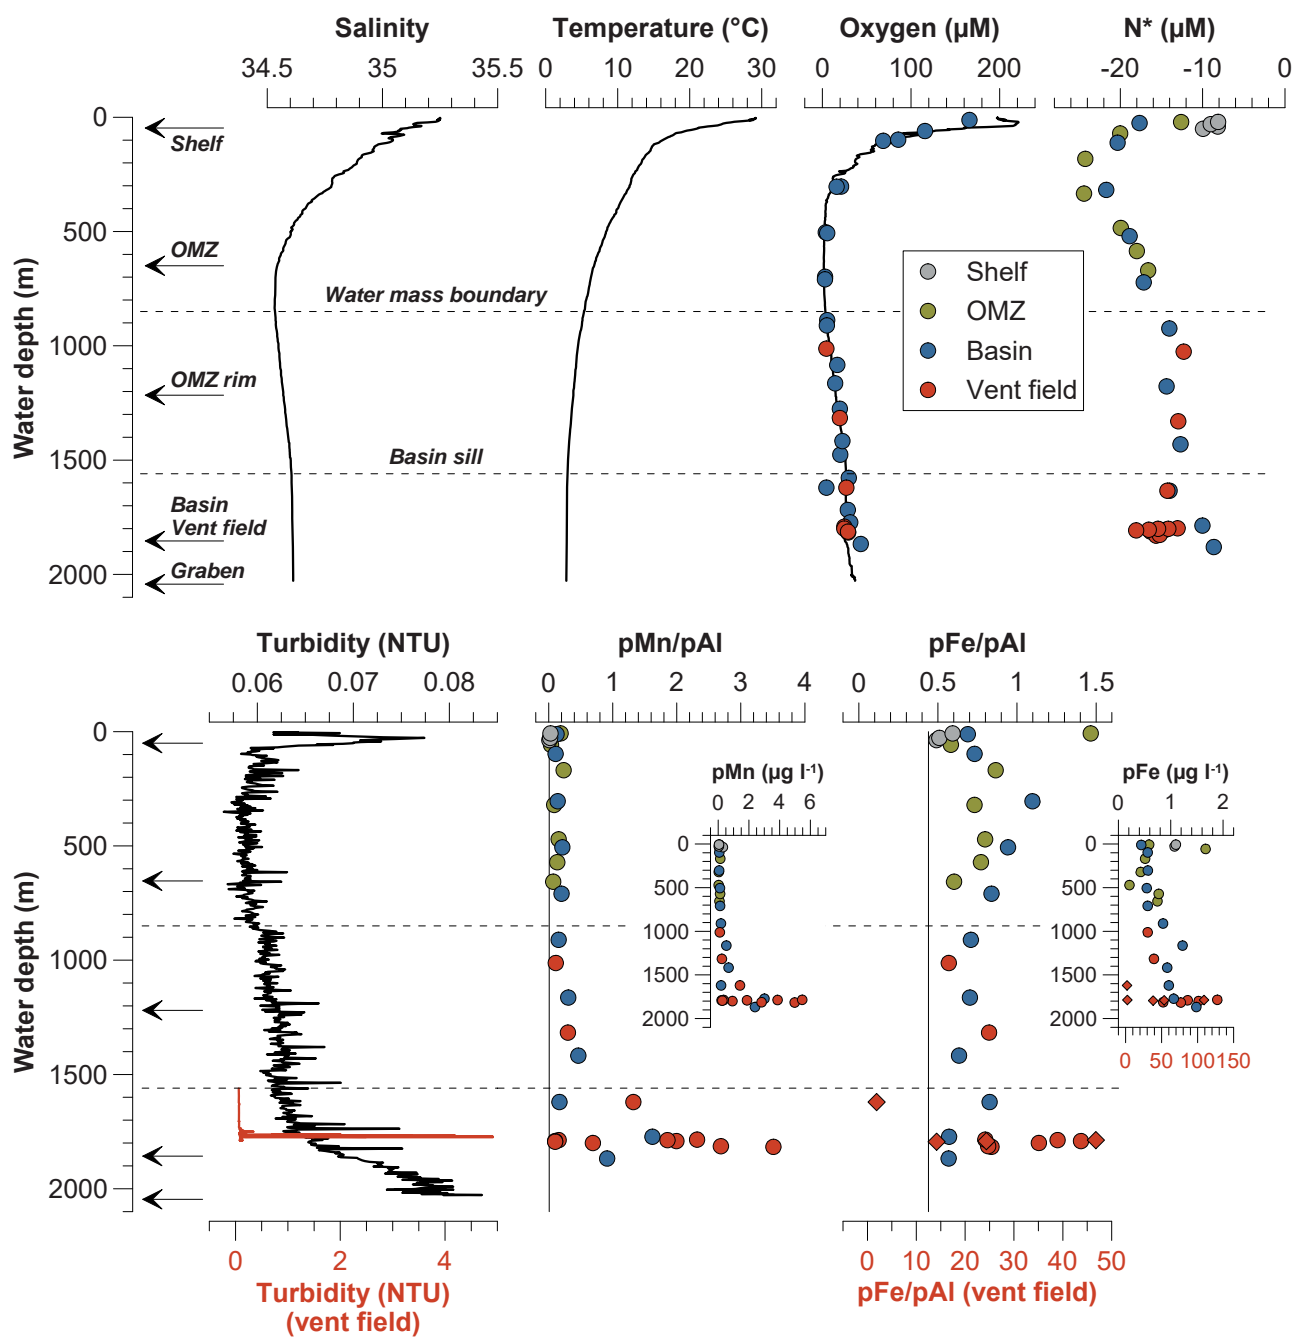 Salinity Temperature (°C) Oxygen (µM) N* (µM)
34.5 35 35.5 0 10 20 30 0 100 200 -20 -10 0
Water depth (m)
0
500
1000
1500
2000
Shelf
OMZ
Water mass boundary
OMZ rim
Basin sill
Basin
Vent field
Graben
Shelf
OMZ
Basin
Vent field
Turbidity (NTU) pMn/pAl pFe/pAl
0.06 0.07 0.08 0 1 2 3 4 0 0.5 1 1.5
Water depth (m)
0
500
1000
1500
2000
pMn (µg l-1)
0 2 4 6
0
500
1000
1500
2000
pFe (µg l-1)
0 1 2
0
500
1000
1500
2000
0 50 100 150
0 2 4 0 10 20 30 40 50
Turbidity (NTU) pFe/pAl (vent field)
(vent field)